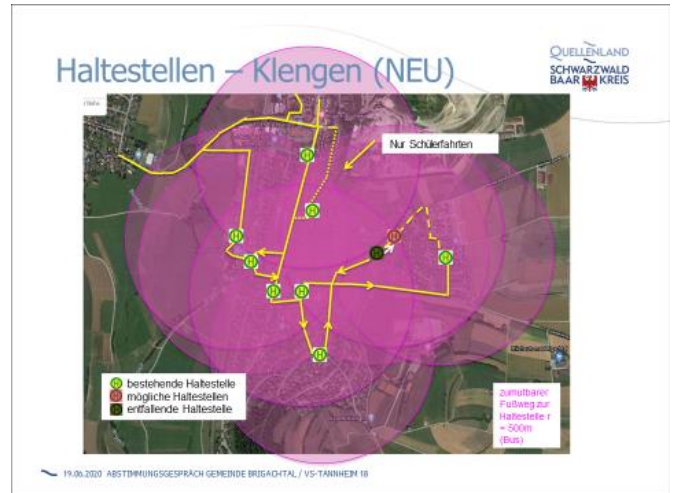 Haltestellen – Klengen (NEU)
QUELLENLAND
SCHWARZWALD
BAAR KREIS
Nur Schülerfahrten
H
H
H
H
H
H
H
H
H
H
H bestehende Haltestelle
H mögliche Haltestellen
H entfallende Haltestelle
zumutbarer
Fußweg zur
Haltestelle r
= 500m
(Bus)
19.06.2020 ABSTIMMUNGSGESPRÄCH GEMEINDE BRIGACHTAL / VS-TANNHEIM 18